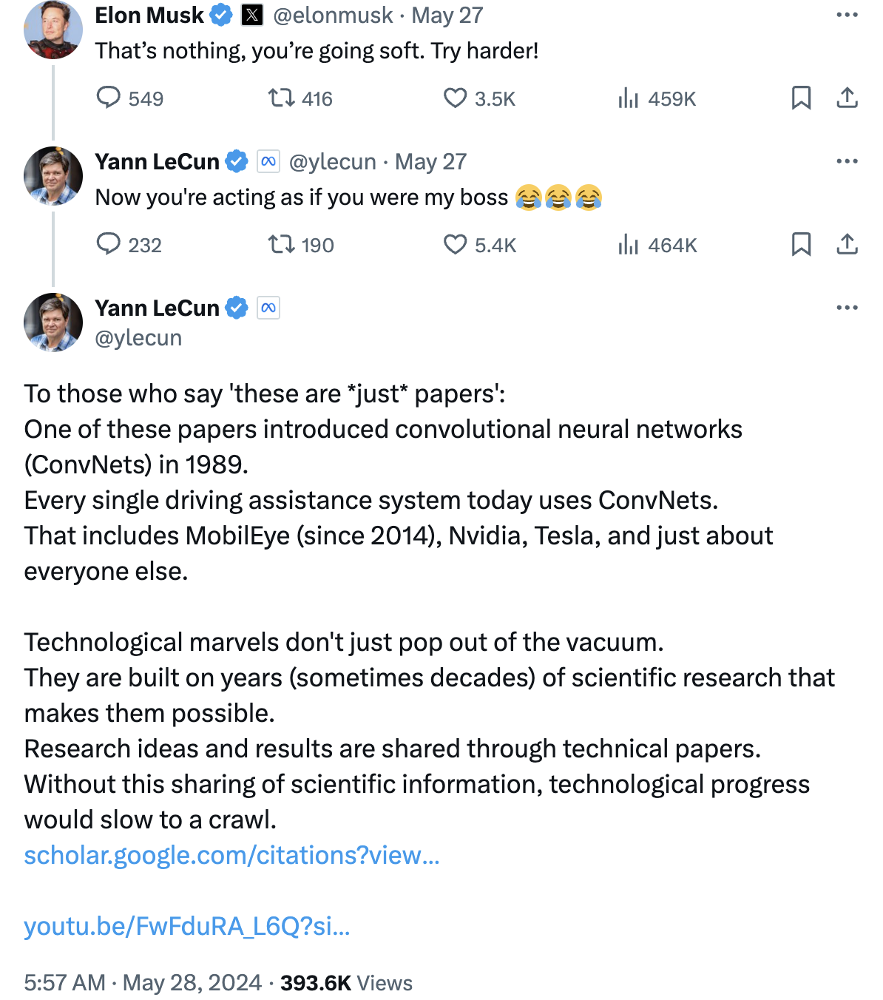 Elon Musk @elonmusk · May 27
That’s nothing, you’re going soft. Try harder!
549 416 3.5K 459K
Yann LeCun @ylecun · May 27
Now you're acting as if you were my boss 😂😂😂
232 190 5.4K 464K
Yann LeCun
@ylecun
To those who say 'these are *just* papers':
One of these papers introduced convolutional neural networks
(ConvNets) in 1989.
Every single driving assistance system today uses ConvNets.
That includes MobilEye (since 2014), Nvidia, Tesla, and just about
everyone else.
Technological marvels don't just pop out of the vacuum.
They are built on years (sometimes decades) of scientific research that
makes them possible.
Research ideas and results are shared through technical papers.
Without this sharing of scientific information, technological progress
would slow to a crawl.
scholar.google.com/citations?view...
youtu.be/FwFduRA_L6Q?si...
5:57 AM · May 28, 2024 · 393.6K Views